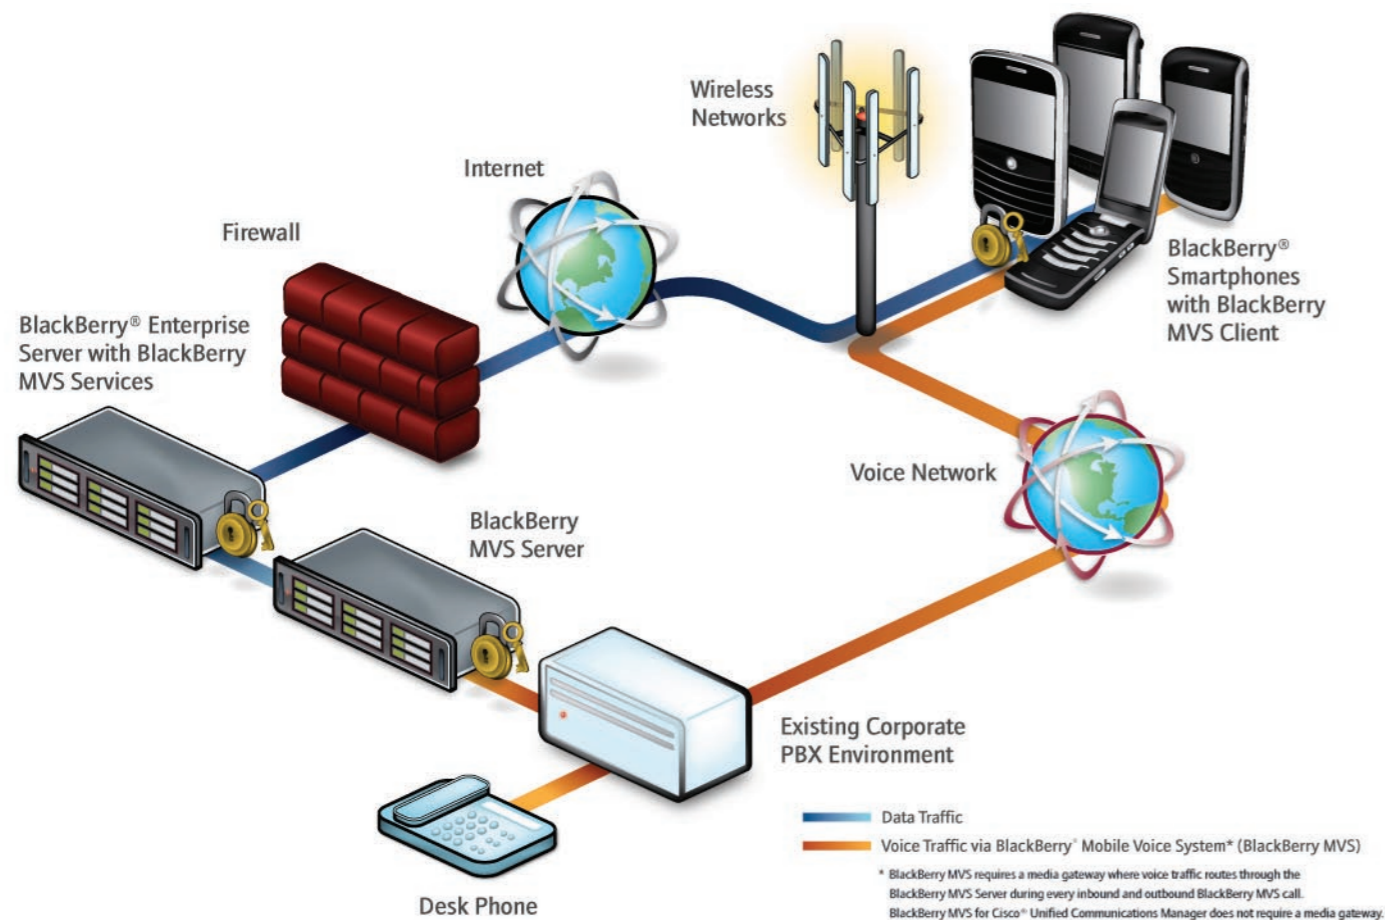 Wireless
Networks
Internet
Firewall
BlackBerry® Enterprise
Server with BlackBerry
MVS Services
BlackBerry®
Smartphones
with BlackBerry
MVS Client
Voice Network
BlackBerry
MVS Server
Existing Corporate
PBX Environment
Desk Phone
Data Traffic
Voice Traffic via BlackBerry® Mobile Voice System* (BlackBerry MVS)
* BlackBerry MVS requires a media gateway where voice traffic routes through the
BlackBerry MVS Server during every inbound and outbound BlackBerry MVS call.
BlackBerry MVS for Cisco® Unified Communications Manager does not require a media gateway.